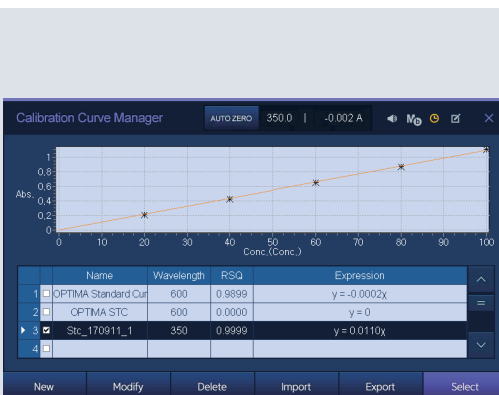 Calibration Curve Manager AUTO ZERO 350.0 | -0.002 A Mb
1
0.8
0.6
Abs. 0.4
0.2
0
0 10 20 30 40 50 60 70 80 90 100
Conc.(Conc.)
Name Wavelength RSQ Expression
1 OPTIMA Standard Cur 600 0.9899 y = -0.0002x
2 OPTIMA STC 600 0.0000 y = 0
3 Stc_170911_1 350 0.9999 y = 0.0110x
4
New Modify Delete Import Export Select